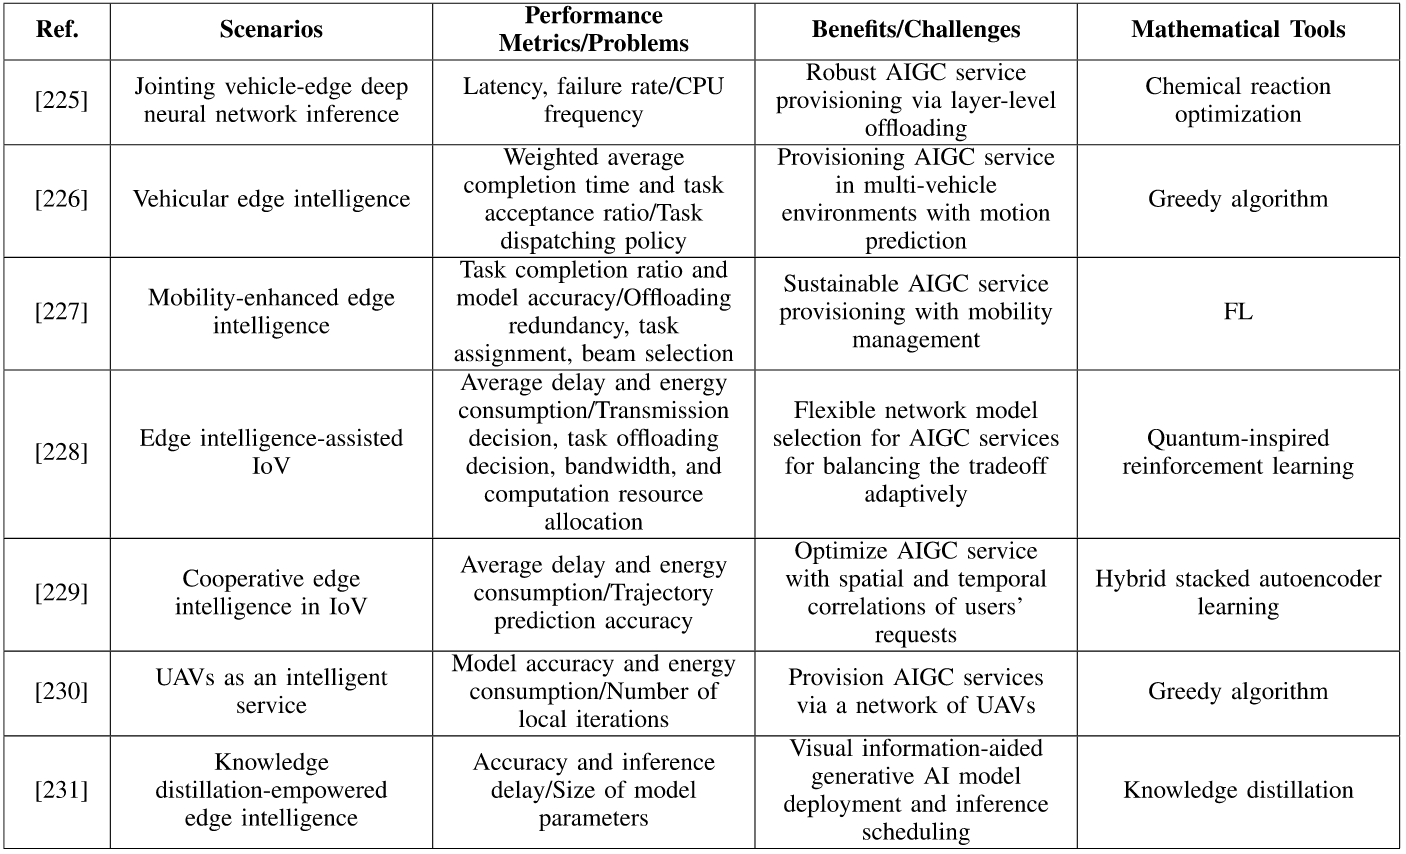 Ref.
Scenarios
Performance
Metrics/Problems
Benefits/Challenges
Mathematical Tools
[225]
Jointing vehicle-edge deep
neural network inference
Latency, failure rate/CPU
frequency
Robust AIGC service
provisioning via layer-level
offloading
Chemical reaction
optimization
[226]
Vehicular edge intelligence
Weighted average
completion time and task
acceptance ratio/Task
dispatching policy
Provisioning AIGC service
in multi-vehicle
environments with motion
prediction
Greedy algorithm
[227]
Mobility-enhanced edge
intelligence
Task completion ratio and
model accuracy/Offloading
redundancy, task
assignment, beam selection
Sustainable AIGC service
provisioning with mobility
management
FL
[228]
Edge intelligence-assisted
IoV
Average delay and energy
consumption/Transmission
decision, task offloading
decision, bandwidth, and
computation resource
allocation
Flexible network model
selection for AIGC services
for balancing the tradeoff
adaptively
Quantum-inspired
reinforcement learning
[229]
Cooperative edge
intelligence in IoV
Average delay and energy
consumption/Trajectory
prediction accuracy
Optimize AIGC service
with spatial and temporal
correlations of users'
requests
Hybrid stacked autoencoder
learning
[230]
UAVs as an intelligent
service
Model accuracy and energy
consumption/Number of
local iterations
Provision AIGC services
via a network of UAVs
Greedy algorithm
[231]
Knowledge
distillation-empowered
edge intelligence
Accuracy and inference
delay/Size of model
parameters
Visual information-aided
generative AI model
deployment and inference
scheduling
Knowledge distillation